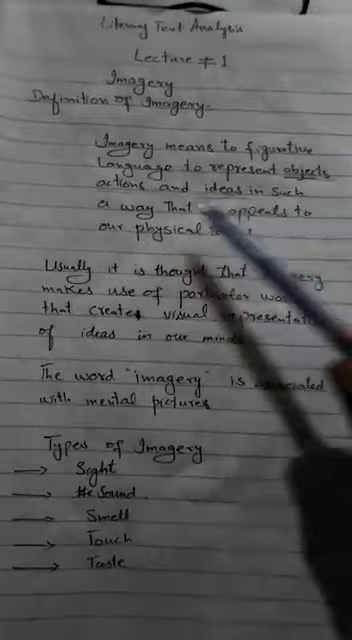 Literary Text Analysis
Lecture # 1
Imagery
Definition of Imagery:-
Imagery means to figurative
Language to represent objects
actions and ideas in such
a way That appeals to
our physical
Usually it is thought that
makes use of particular
that creates visual
of ideas in our
The word "imagery" is associated
with mental pictures
Types of Imagery
→ Sight
→ Sound
→ Smell
→ Touch
→ Taste